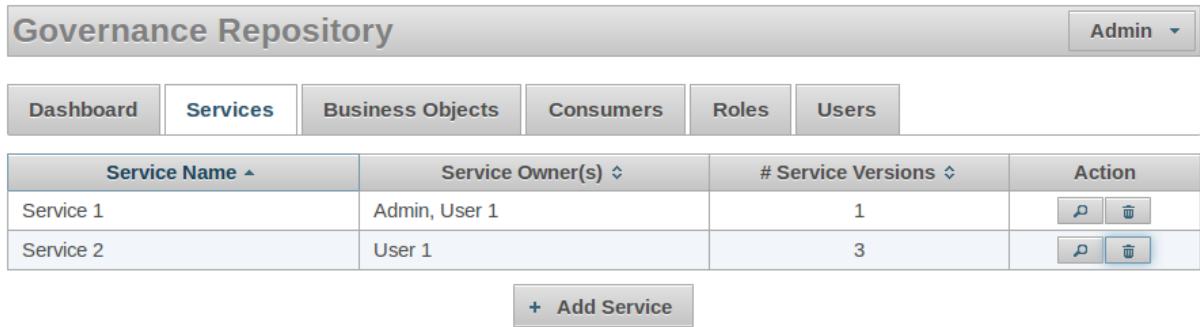 Governance Repository Admin
Dashboard Services Business Objects Consumers Roles Users
Service Name Service Owner(s) # Service Versions Action
Service 1 Admin, User 1 1
Service 2 User 1 3
+ Add Service